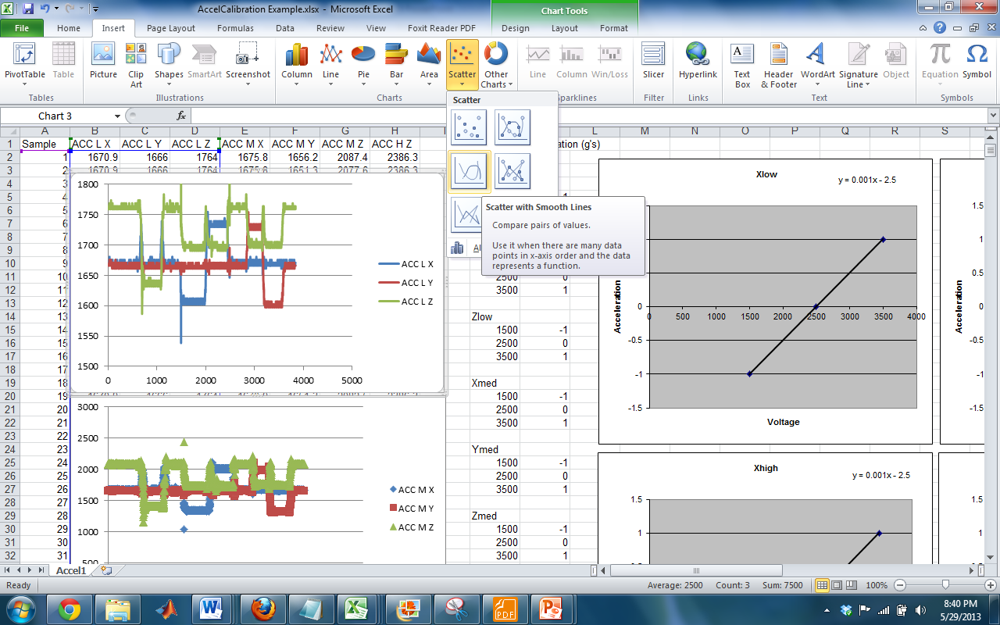 AccelCalibration Example.xlsx - Microsoft Excel
Chart Tools
File Home Insert Page Layout Formulas Data Review View Foxit Reader PDF Design Layout Format
PivotTable Table Picture Clip Art Shapes SmartArt Screenshot Column Line Pie Bar Area Scatter Other Charts Line Column Win/Loss Slicer Hyperlink Text Box Header & Footer WordArt Signature Line Object Equation Symbol
Tables Illustrations Charts Sparklines Filter Links Text Symbols
Chart 3 fx
Scatter
A B C D E F G H L M N O P Q R S
1 Sample ACC L X ACC L Y ACC L Z ACC M X ACC M Y ACC M Z ACC H Z
2 1 1670.9 1666 1764 1675.8 1656.2 2087.4 2386.3
3 2 1670.9 1666 1764 1675.8 1651.3 2077.6 2386.3
4 3
5 4
6 5
7 6
8 7
9 8
10 9
11 10 2500 0
12 11 3500 1
13 12
14 13 Zlow
15 14 1500 -1
16 15 2500 0
17 16 3500 1
18 17
19 18 Xmed
20 19 1500 -1
21 20 2500 0
22 21 3500 1
23 22
24 23 Ymed
25 24 1500 -1
26 25 2500 0
27 26 3500 1
28 27
29 28 Zmed
30 29 1500 -1
31 30 2500 0
32 31 3500 1
1800
1750
1700
1650
1600
1550
1500
0 1000 2000 3000 4000 5000
ACC L X
ACC L Y
ACC L Z
3000
2500
2000
1500
1000
500
ACC M X
ACC M Y
ACC M Z
Scatter with Smooth Lines
Compare pairs of values.
Use it when there are many data
points in x-axis order and the data
represents a function.
(g's)
Xlow
y = 0.001x - 2.5
1.5
1
0.5
0
-0.5
-1
-1.5
0 500 1000 1500 2000 2500 3000 3500 4000
Acceleration
Voltage
Xhigh
y = 0.001x - 2.5
1.5
1
0.5
1.5
1
0.5
0
-0.5
-1
-1.5
Accel1
Ready Average: 2500 Count: 3 Sum: 7500 100%
PDF
8:40 PM
5/29/2013